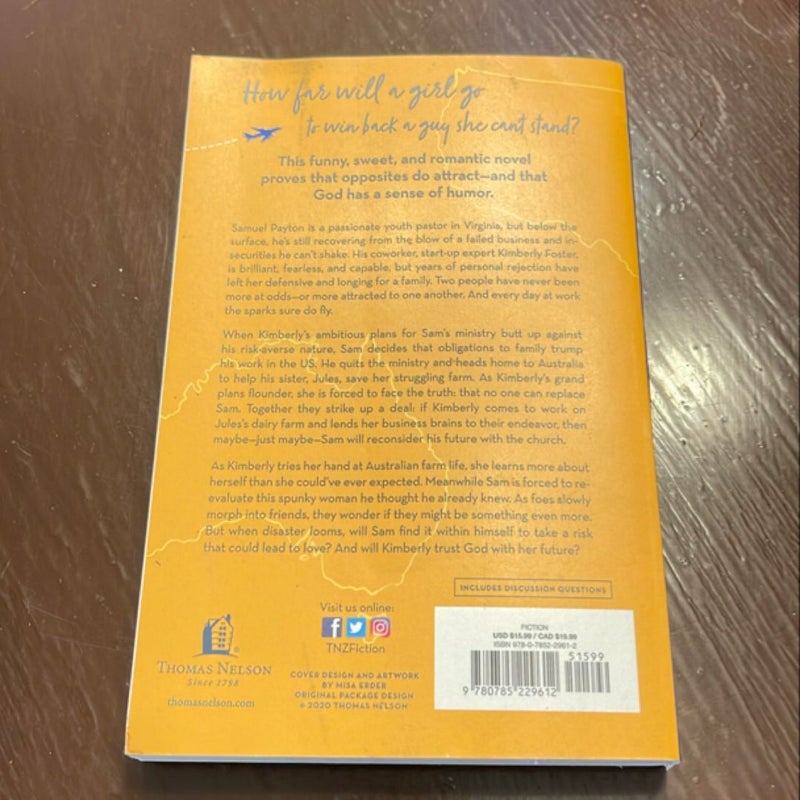 How far will a girl go
to win back a guy she can't stand?
This funny, sweet, and romantic novel
proves that opposites do attract—and that
God has a sense of humor.
Samuel Payton is a passionate youth pastor in Virginia, but below the
surface, he's still recovering from the blow of a failed business and in-
securities he can't shake. His coworker, start-up expert Kimberly Foster,
is brilliant, fearless, and capable, but years of personal rejection have
left her defensive and longing for a family. Two people have never been
more at odds—or more attracted to one another. And every day at work
the sparks sure do fly.
When Kimberly's ambitious plans for Sam's ministry butt up against
his risk-averse nature, Sam decides that obligations to family trump
his work in the US. He quits the ministry and heads home to Australia
to help his sister, Jules, save her struggling farm. As Kimberly's grand
plans flounder, she is forced to face the truth: that no one can replace
Sam. Together they strike up a deal: if Kimberly comes to work on
Jules's dairy farm and lends her business brains to their endeavor, then
maybe—just maybe—Sam will reconsider his future with the church.
As Kimberly tries her hand at Australian farm life, she learns more about
herself than she could've ever expected. Meanwhile Sam is forced to re-
evaluate this spunky woman he thought he already knew. As foes slowly
morph into friends, they wonder if they might be something even more.
But when disaster looms, will Sam find it within himself to take a risk
that could lead to love? And will Kimberly trust God with her future?
INCLUDES DISCUSSION QUESTIONS
THOMAS NELSON
Since 1798
thomasnelson.com
Visit us online:
TNZFiction
COVER DESIGN AND ARTWORK
BY MISA ERDER
ORIGINAL PACKAGE DESIGN
© 2020 THOMAS NELSON
FICTION
USD $15.99 / CAD $19.99
ISBN 978-0-7852-2961-2
51599
9 780785 229612